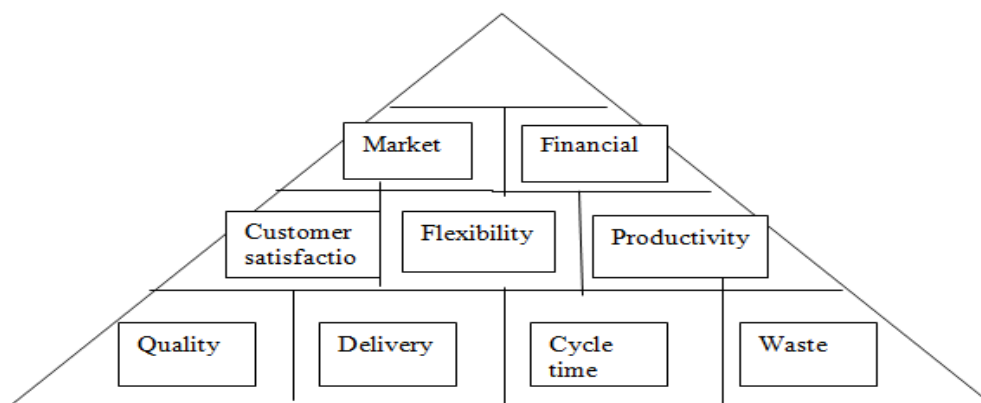 Market
Financial
Customer
satisfactio
Flexibility
Productivity
Quality
Delivery
Cycle
time
Waste